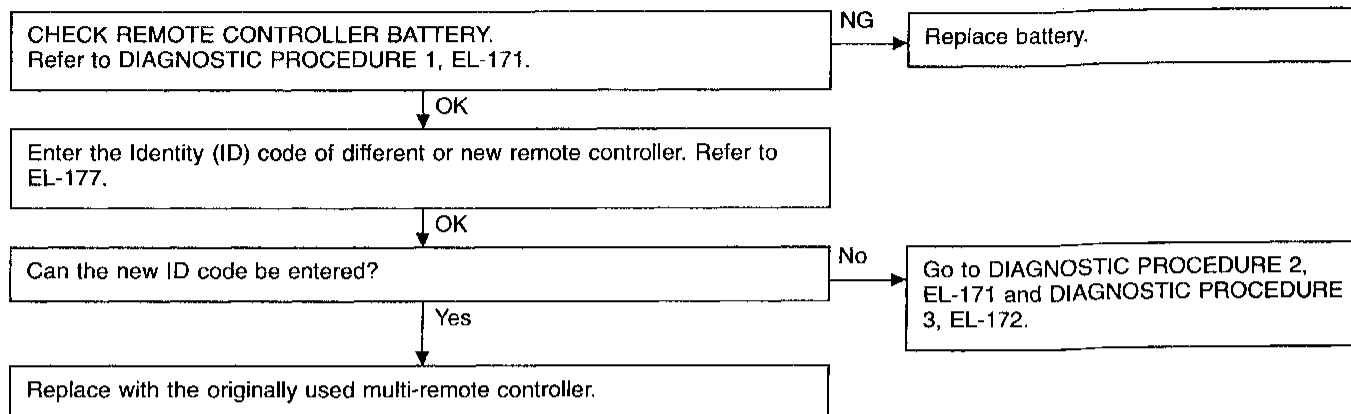 CHECK REMOTE CONTROLLER BATTERY.
Refer to DIAGNOSTIC PROCEDURE 1, EL-171.
NG
Replace battery.
OK
Enter the Identity (ID) code of different or new remote controller. Refer to
EL-177.
OK
Can the new ID code be entered?
No
Go to DIAGNOSTIC PROCEDURE 2,
EL-171 and DIAGNOSTIC PROCEDURE
3, EL-172.
Yes
Replace with the originally used multi-remote controller.